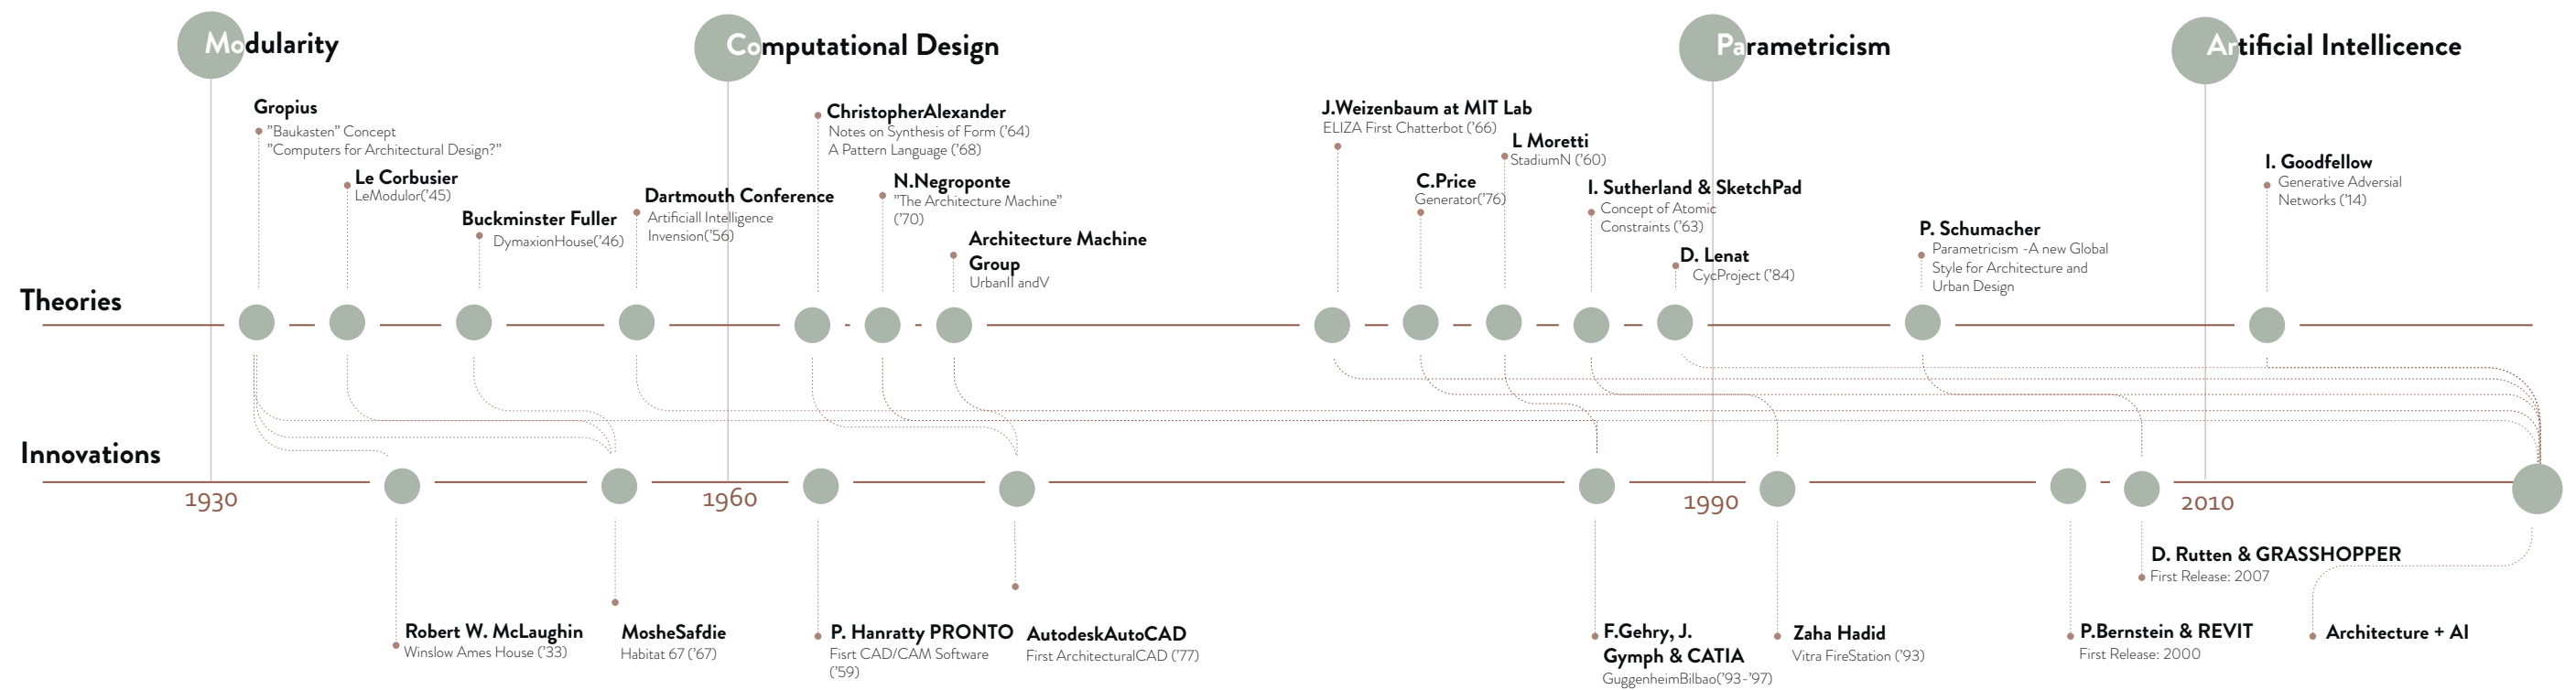 Modularity
Computational Design
Parametricism
Artificial Intellicence
Gropius
”Baukasten” Concept
”Computers for Architectural Design?”
Le Corbusier
LeModulor(’45)
Buckminster Fuller
DymaxionHouse(’46)
Dartmouth Conference
Artificiall Intelligence
Invension(’56)
ChristopherAlexander
Notes on Synthesis of Form (’64)
A Pattern Language (’68)
N.Negroponte
”The Architecture Machine”
(’70)
Architecture Machine
Group
UrbanII andV
J.Weizenbaum at MIT Lab
ELIZA First Chatterbot (’66)
C.Price
Generator(’76)
L Moretti
StadiumN (’60)
I. Sutherland & SketchPad
Concept of Atomic
Constraints (’63)
D. Lenat
CycProject (’84)
P. Schumacher
Parametricism -A new Global
Style for Architecture and
Urban Design
I. Goodfellow
Generative Adversial
Networks (’14)
Theories
Innovations
1930
1960
1990
2010
Robert W. McLaughin
Winslow Ames House (’33)
MosheSafdie
Habitat 67 (’67)
P. Hanratty PRONTO
Fisrt CAD/CAM Software
(’59)
AutodeskAutoCAD
First ArchitecturalCAD (’77)
F.Gehry, J.
Gymph & CATIA
GuggenheimBilbao(’93-’97)
Zaha Hadid
Vitra FireStation (’93)
P.Bernstein & REVIT
First Release: 2000
D. Rutten & GRASSHOPPER
First Release: 2007
Architecture + AI